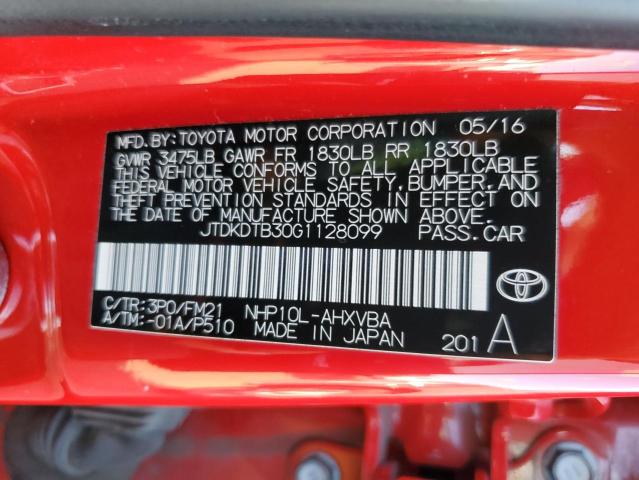 MFD. BY: TOYOTA MOTOR CORPORATION 05/16
GVWR 3475LB GAWR FR 1830LB RR 1830LB
THIS VEHICLE CONFORMS TO ALL APPLICABLE
FEDERAL MOTOR VEHICLE SAFETY, BUMPER, AND
THEFT PREVENTION STANDARDS IN EFFECT ON
THE DATE OF MANUFACTURE SHOWN ABOVE.
JTDKDTB30G1128099 PASS.CAR
C/TR:3P0/FM21 NHP10L-AHXVBA
A/TM:-01A/P510 MADE IN JAPAN 201 A